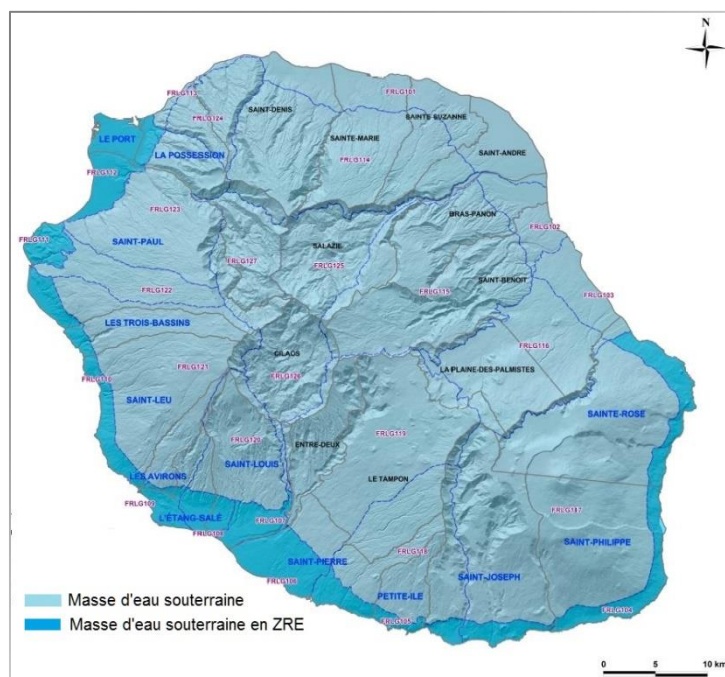 N
FRLG101
FRLG113
SAINT-DENIS
FRLG124
SAINTE-SUZANNE
LE PORT
SAINTE-MARIE
LA POSSESSION
FRLG114
SAINT-ANDRE
FRLG112
FRLG123
BRAS-PANON
FRLG102
SAINT-PAUL
SALAZIE
FRLG111
FRLG127
FRLG125
SAINT-BENOIT
FRLG122
FRLG115
FRLG103
LES TROIS-BASSINS
FRLG116
CILAOS
FRLG121
LA PLAINE-DES-PALMISTES
FRLG110
FRLG126
SAINT-LEU
SAINTE-ROSE
FRLG119
FRLG120
ENTRE-DEUX
SAINT-LOUIS
LES AVIRONS
LE TAMPON
FRLG109
FRLG117
L'ÉTANG-SALÉ
FRLG107
FRLG108
SAINT-PHILIPPE
FRLG118
SAINT-PIERRE
SAINT-JOSEPH
FRLG106
PETITE-ILE
FRLG104
FRLG105
Masse d'eau souterraine
Masse d'eau souterraine en ZRE
0 5 10 km